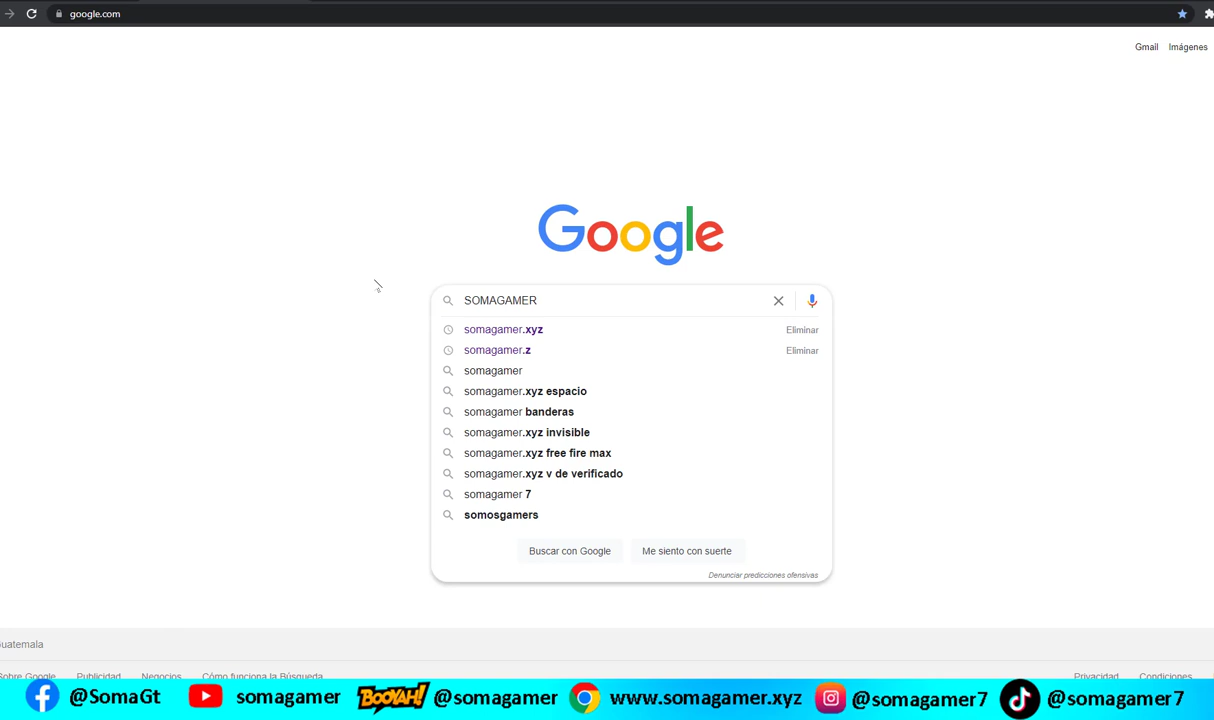 google.com
Gmail Imágenes
Google
SOMAGAMER
somagamer.xyz Eliminar
somagamer.z Eliminar
somagamer
somagamer.xyz espacio
somagamer banderas
somagamer.xyz invisible
somagamer.xyz free fire max
somagamer.xyz v de verificado
somagamer 7
somosgamers
Buscar con Google Me siento con suerte
Denunciar predicciones ofensivas
uatemala
Sobre Google Publicidad Negocios Cómo funciona la Búsqueda Privacidad Condiciones
@SomaGt somagamer BOOYAH! @somagamer www.somagamer.xyz @somagamer7 @somagamer7